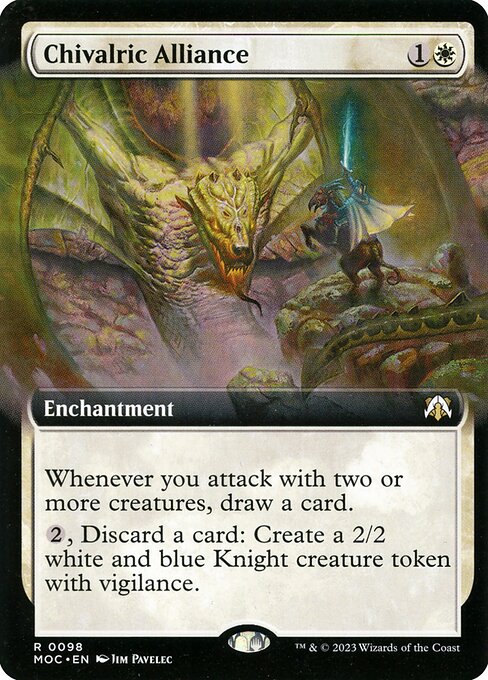 Chivalric Alliance 1
Enchantment
Whenever you attack with two or
more creatures, draw a card.
2, Discard a card: Create a 2/2
white and blue Knight creature token
with vigilance.
R 0098
MOC • EN Jim Pavelec
™ & © 2023 Wizards of the Coast